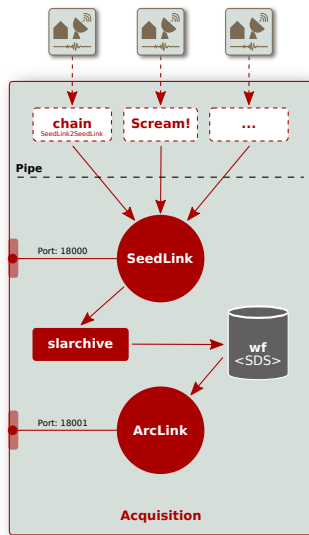 chain
SeedLink2SeedLink
Scream!
...
Pipe
Port: 18000
SeedLink
slarchive
wf
<SDS>
Port: 18001
ArcLink
Acquisition